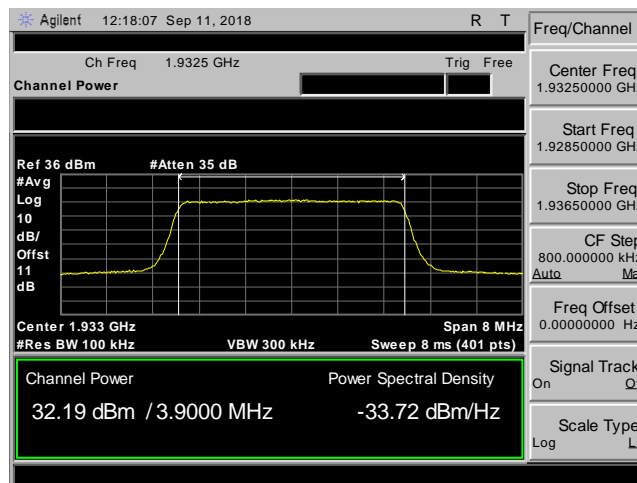 Agilent 12:18:07 Sep 11, 2018 R T
Freq/Channel
Ch Freq 1.9325 GHz Trig Free
Channel Power
Center Freq
1.93250000 GH
Start Freq
1.92850000 GH
Stop Freq
1.93650000 GH
CF Step
800.000000 kHz
Auto Ma
Freq Offset
0.00000000 Hz
Signal Track
On O
Scale Type
Log L
Ref 36 dBm #Atten 35 dB
#Avg
Log
10
dB/
Offst
11
dB
Center 1.933 GHz Span 8 MHz
#Res BW 100 kHz VBW 300 kHz Sweep 8 ms (401 pts)
Channel Power Power Spectral Density
32.19 dBm / 3.9000 MHz -33.72 dBm/Hz